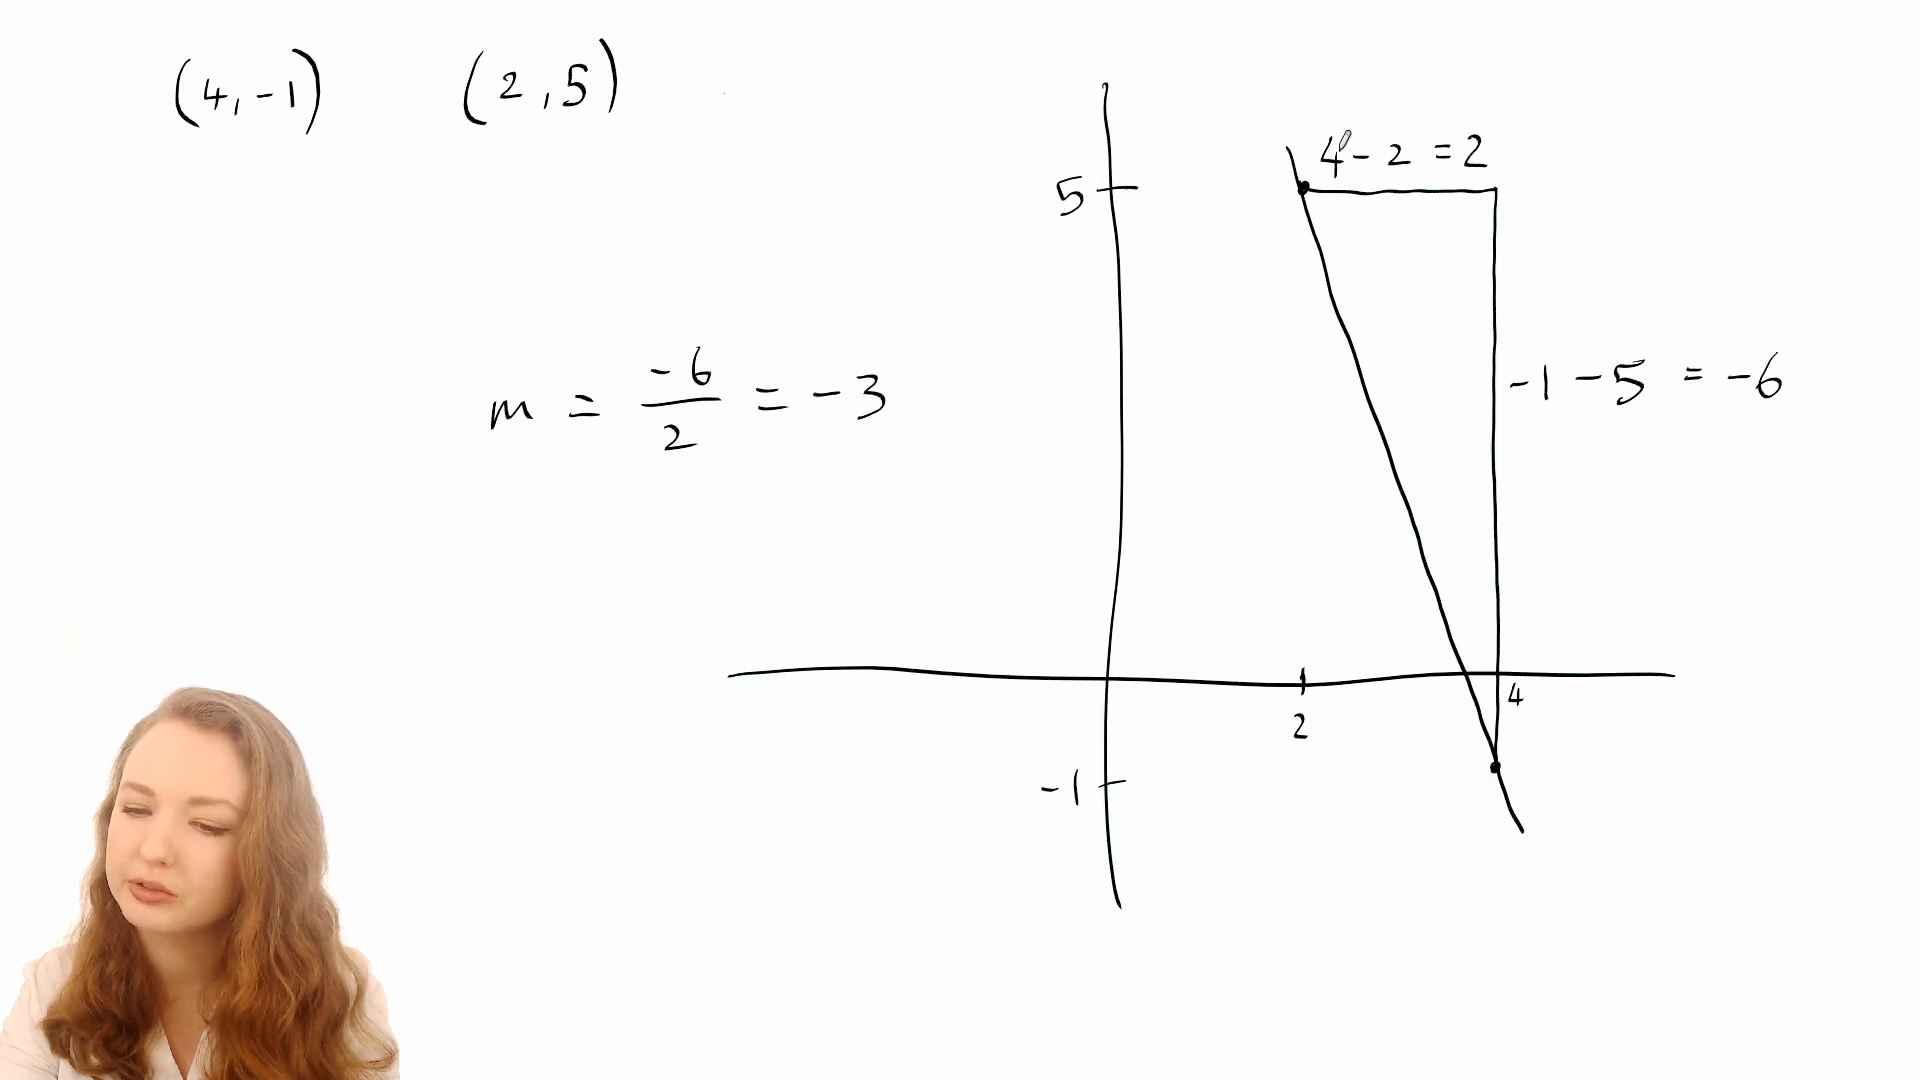 (4, -1) (2, 5)
4 - 2 = 2
5
m = -6/2 = -3
-1 - 5 = -6
4
2
-1